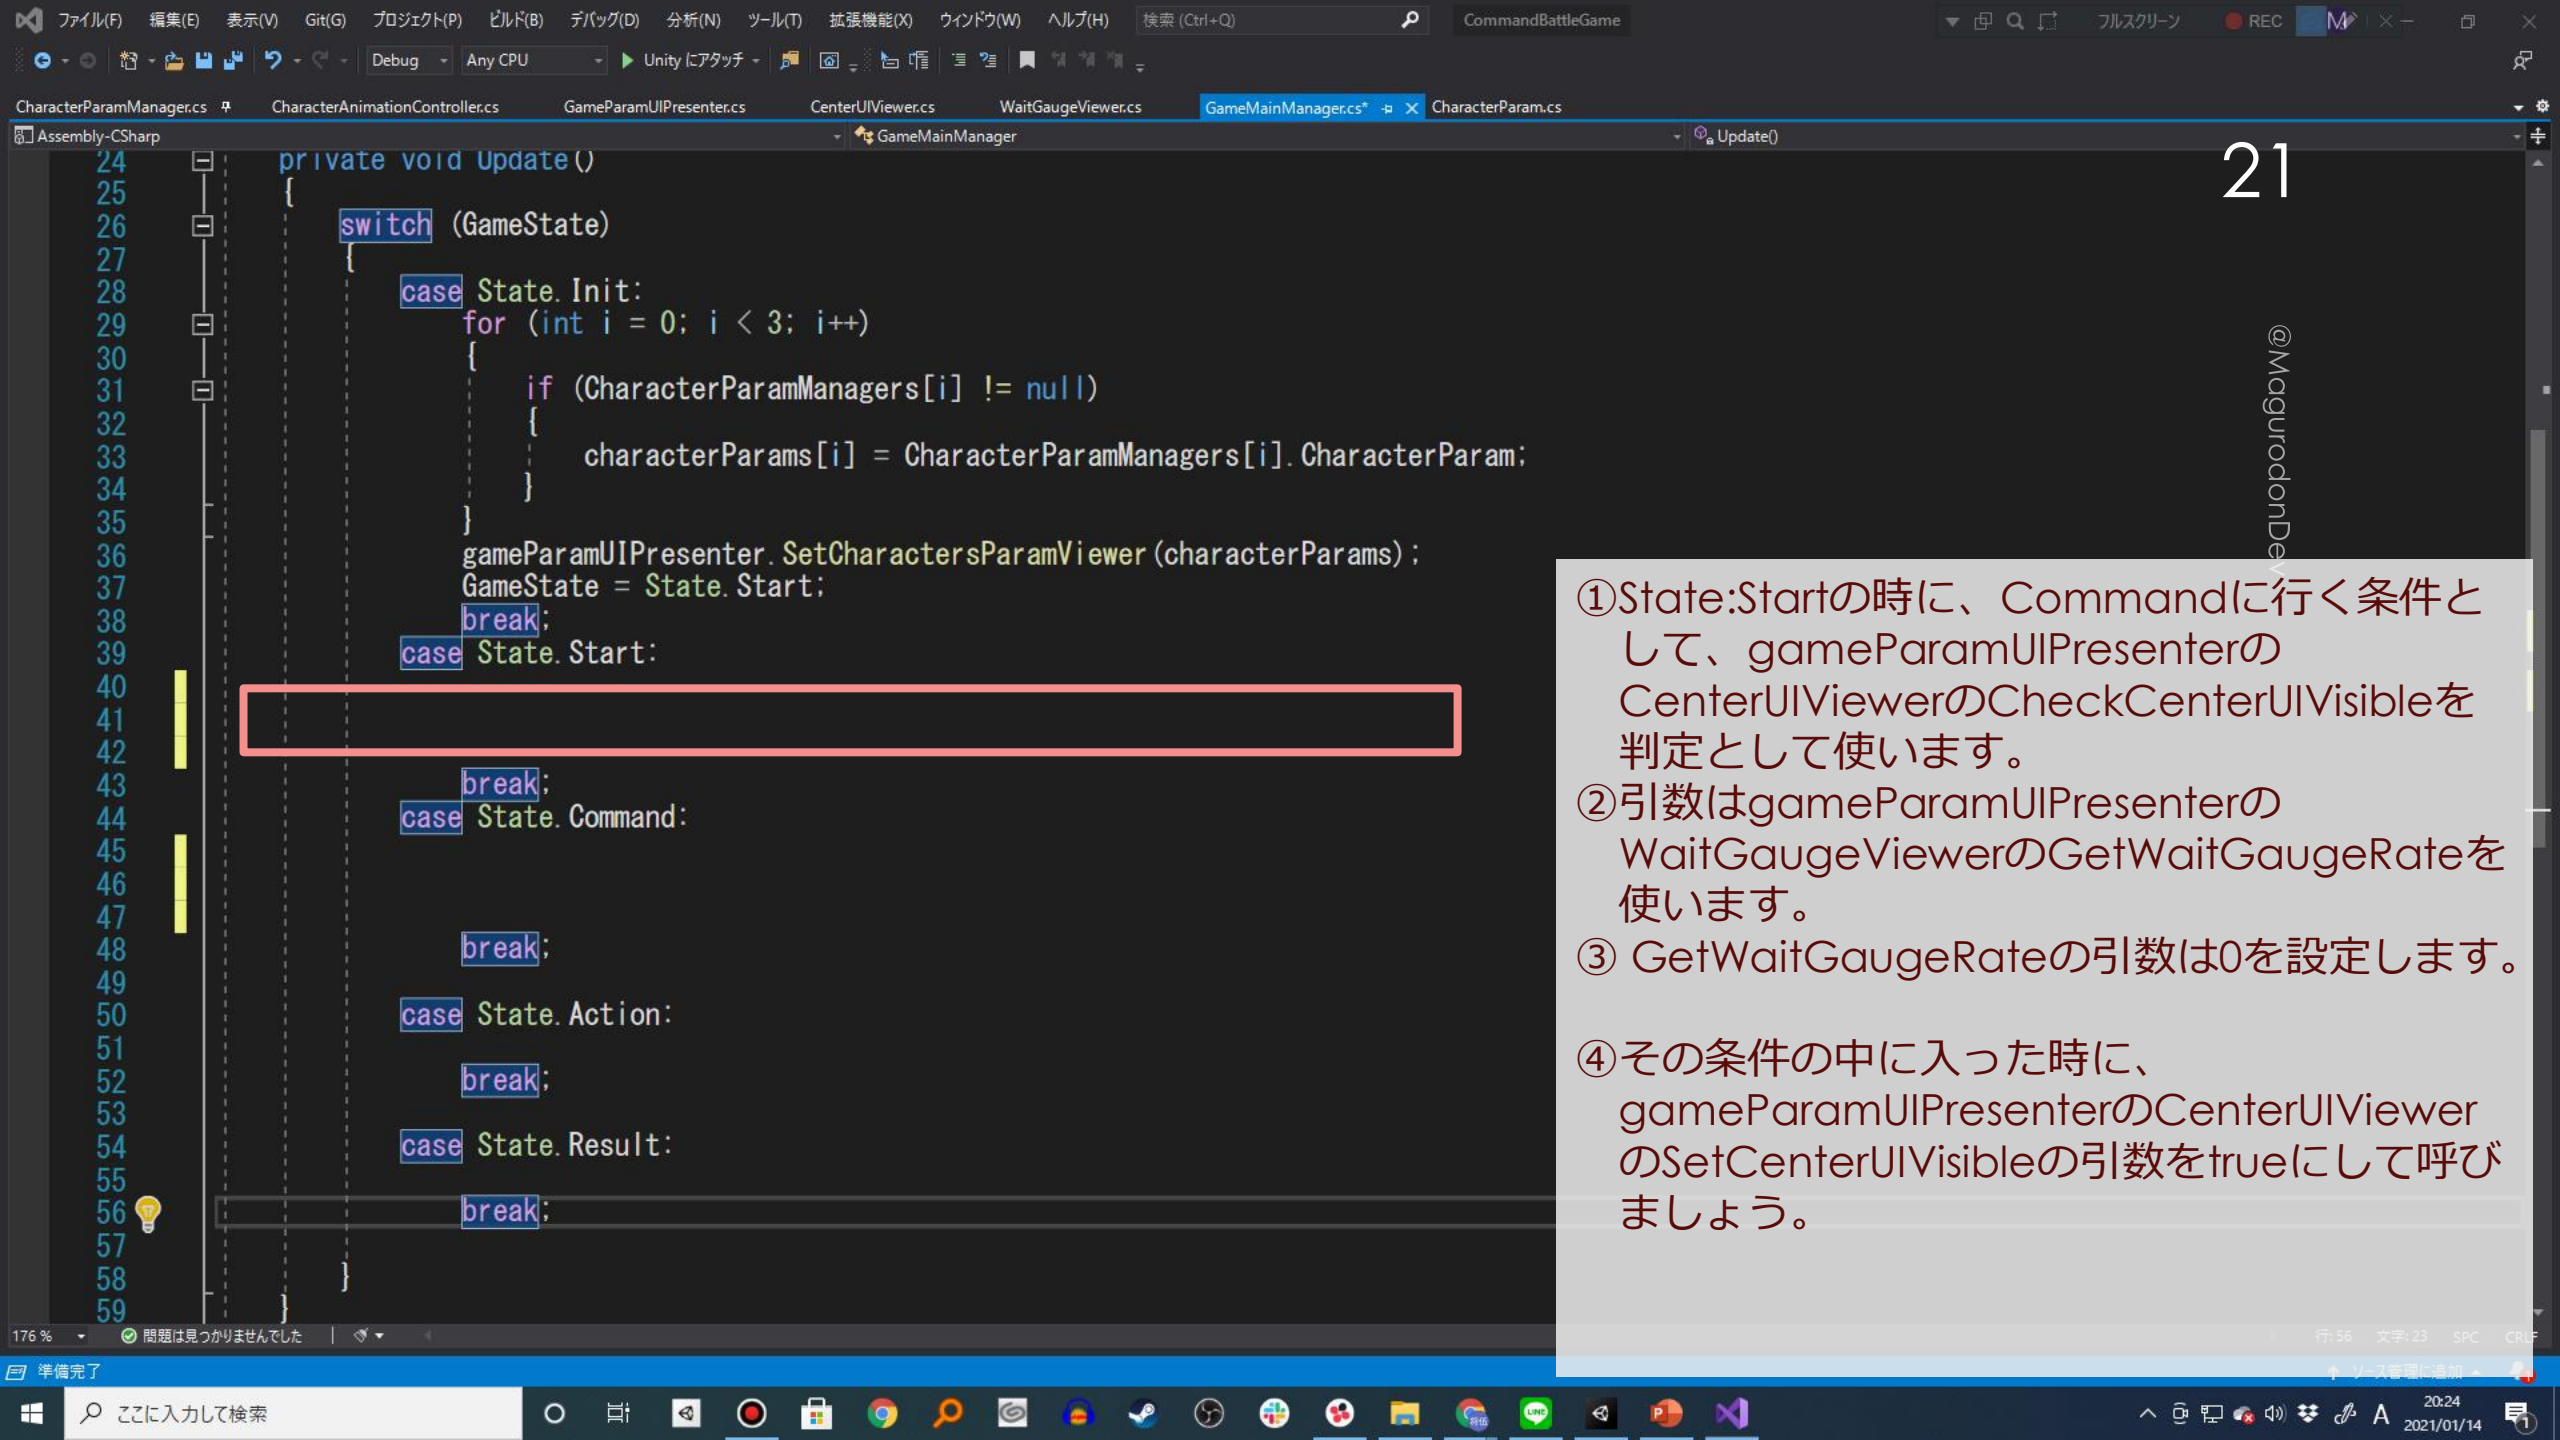 ファイル(F) 編集(E) 表示(V) Git(G) プロジェクト(P) ビルド(B) デバッグ(D) 分析(N) ツール(T) 拡張機能(X) ウィンドウ(W) ヘルプ(H) 検索 (Ctrl+Q) CommandBattleGame フルスクリーン REC
Debug Any CPU Unity にアタッチ
CharacterParamManager.cs CharacterAnimationController.cs GameParamUIPresenter.cs CenterUIViewer.cs WaitGaugeViewer.cs GameMainManager.cs* CharacterParam.cs
Assembly-CSharp GameMainManager Update()
21
@MagurodonDev
24 private void Update()
25 {
26 switch (GameState)
27 {
28 case State.Init:
29 for (int i = 0; i < 3; i++)
30 {
31 if (CharacterParamManagers[i] != null)
32 {
33 characterParams[i] = CharacterParamManagers[i].CharacterParam;
34 }
35 }
36 gameParamUIPresenter.SetCharactersParamViewer(characterParams);
37 GameState = State.Start;
38 break;
39 case State.Start:
40
41
42
43 break;
44 case State.Command:
45
46
47
48 break;
49
50 case State.Action:
51
52 break;
53
54 case State.Result:
55
56 break;
57
58 }
59 }
①State:Startの時に、Commandに行く条件と
して、gameParamUIPresenterの
CenterUIViewerのCheckCenterUIVisibleを
判定として使います。
②引数はgameParamUIPresenterの
WaitGaugeViewerのGetWaitGaugeRateを
使います。
③ GetWaitGaugeRateの引数は0を設定します。
④その条件の中に入った時に、
gameParamUIPresenterのCenterUIViewer
のSetCenterUIVisibleの引数をtrueにして呼び
ましょう。
176 % 問題は見つかりませんでした 行: 56 文字: 23 SPC CRLF
準備完了 ソース管理に追加
ここに入力して検索 A 20:24
2021/01/14